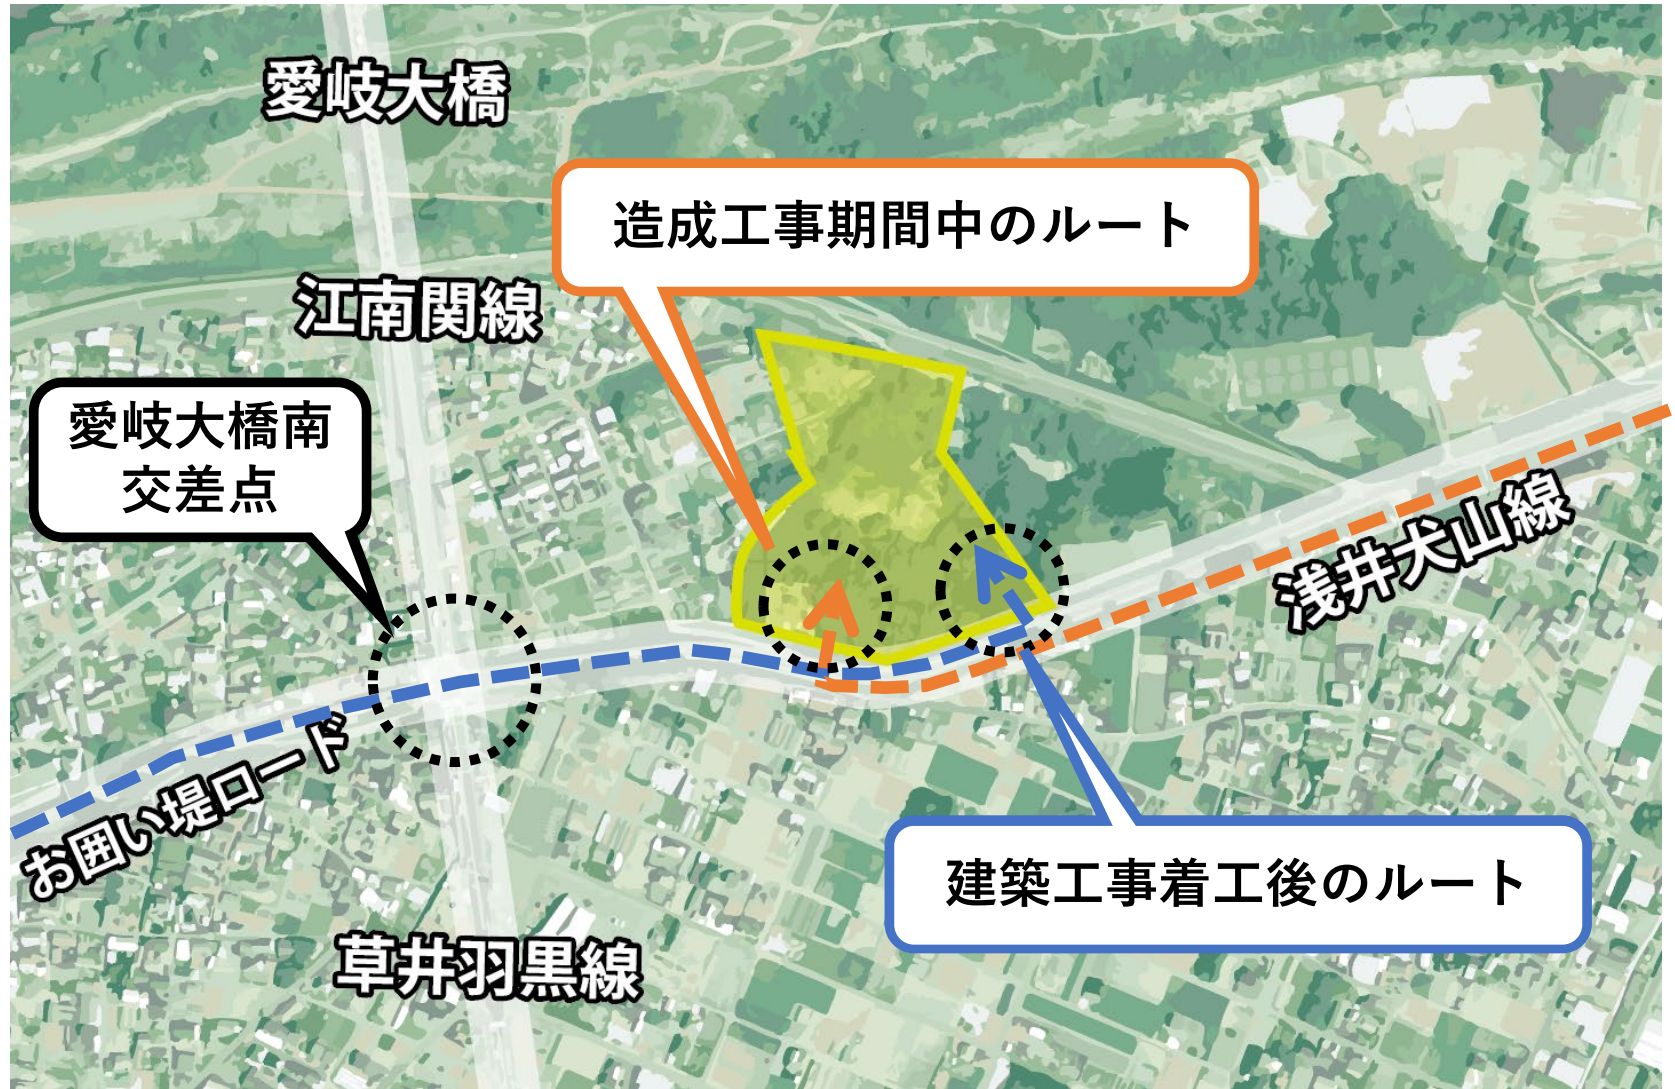 愛岐大橋
造成工事期間中のルート
江南関線
愛岐大橋南
交差点
浅井犬山線
お囲い堤ロード
建築工事着工後のルート
草井羽黒線